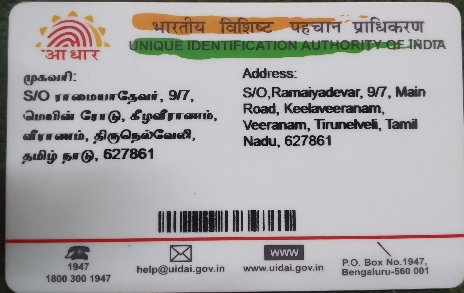 भारतीय विशिष्ट पहचान प्राधिकरण
UNIQUE IDENTIFICATION AUTHORITY OF INDIA
आधार
முகவரி:
S/O ராமையாதேவர், 9/7,
மெயின் ரோடு, கீழவீராணம்,
வீராணம், திருநெல்வேலி,
தமிழ் நாடு, 627861
Address:
S/O,Ramaiyadevar, 9/7, Main
Road, Keelaveeranam,
Veeranam, Tirunelveli, Tamil
Nadu, 627861
1947
1800 300 1947
help@uidai.gov.in
www
www.uidai.gov.in
P.O. Box No.1947,
Bengaluru-560 001